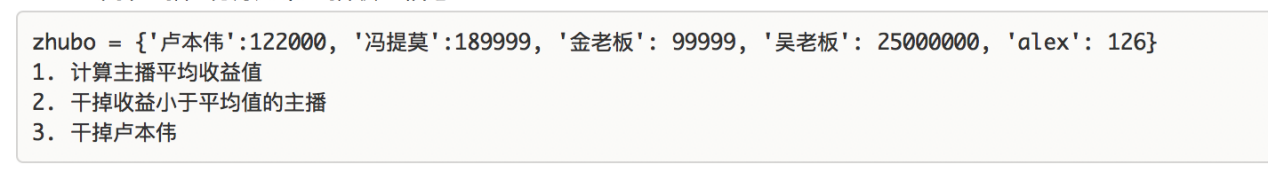 zhubo = {'卢本伟':122000, '冯提莫':189999, '金老板': 99999, '吴老板': 25000000, 'alex': 126}
1. 计算主播平均收益值
2. 干掉收益小于平均值的主播
3. 干掉卢本伟